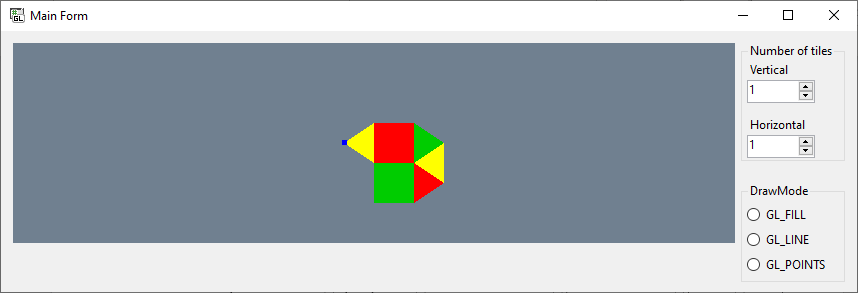 Main Form
Number of tiles
Vertical
1
Horizontal
1
DrawMode
GL_FILL
GL_LINE
GL_POINTS